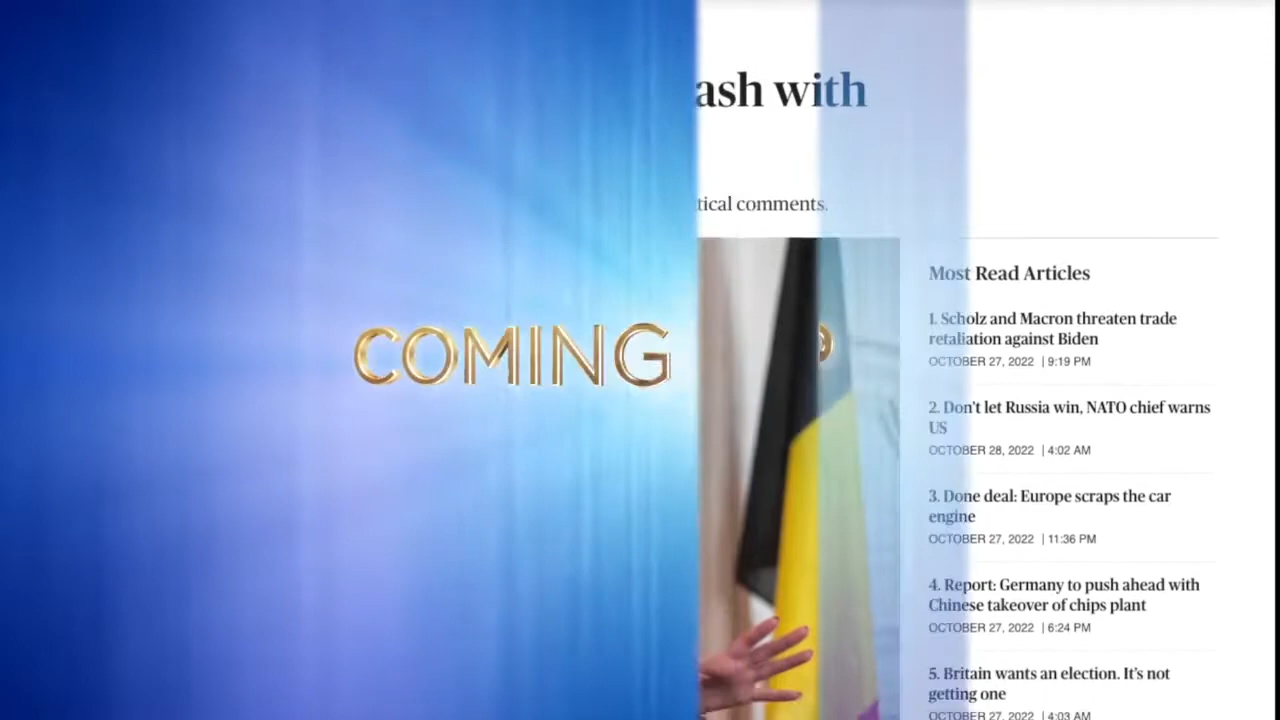 ash with
tical comments.
COMING
Most Read Articles
1. Scholz and Macron threaten trade
retaliation against Biden
OCTOBER 27, 2022 | 9:19 PM
2. Don't let Russia win, NATO chief warns
US
OCTOBER 28, 2022 | 4:02 AM
3. Done deal: Europe scraps the car
engine
OCTOBER 27, 2022 | 11:36 PM
4. Report: Germany to push ahead with
Chinese takeover of chips plant
OCTOBER 27, 2022 | 6:24 PM
5. Britain wants an election. It's not
getting one
OCTOBER 27, 2022 | 4:03 AM